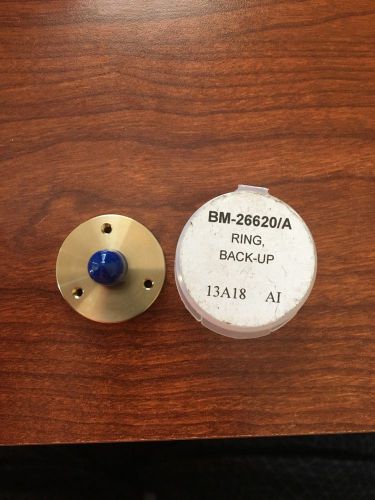 BM-26620/A
RING,
BACK-UP
13A18 AI